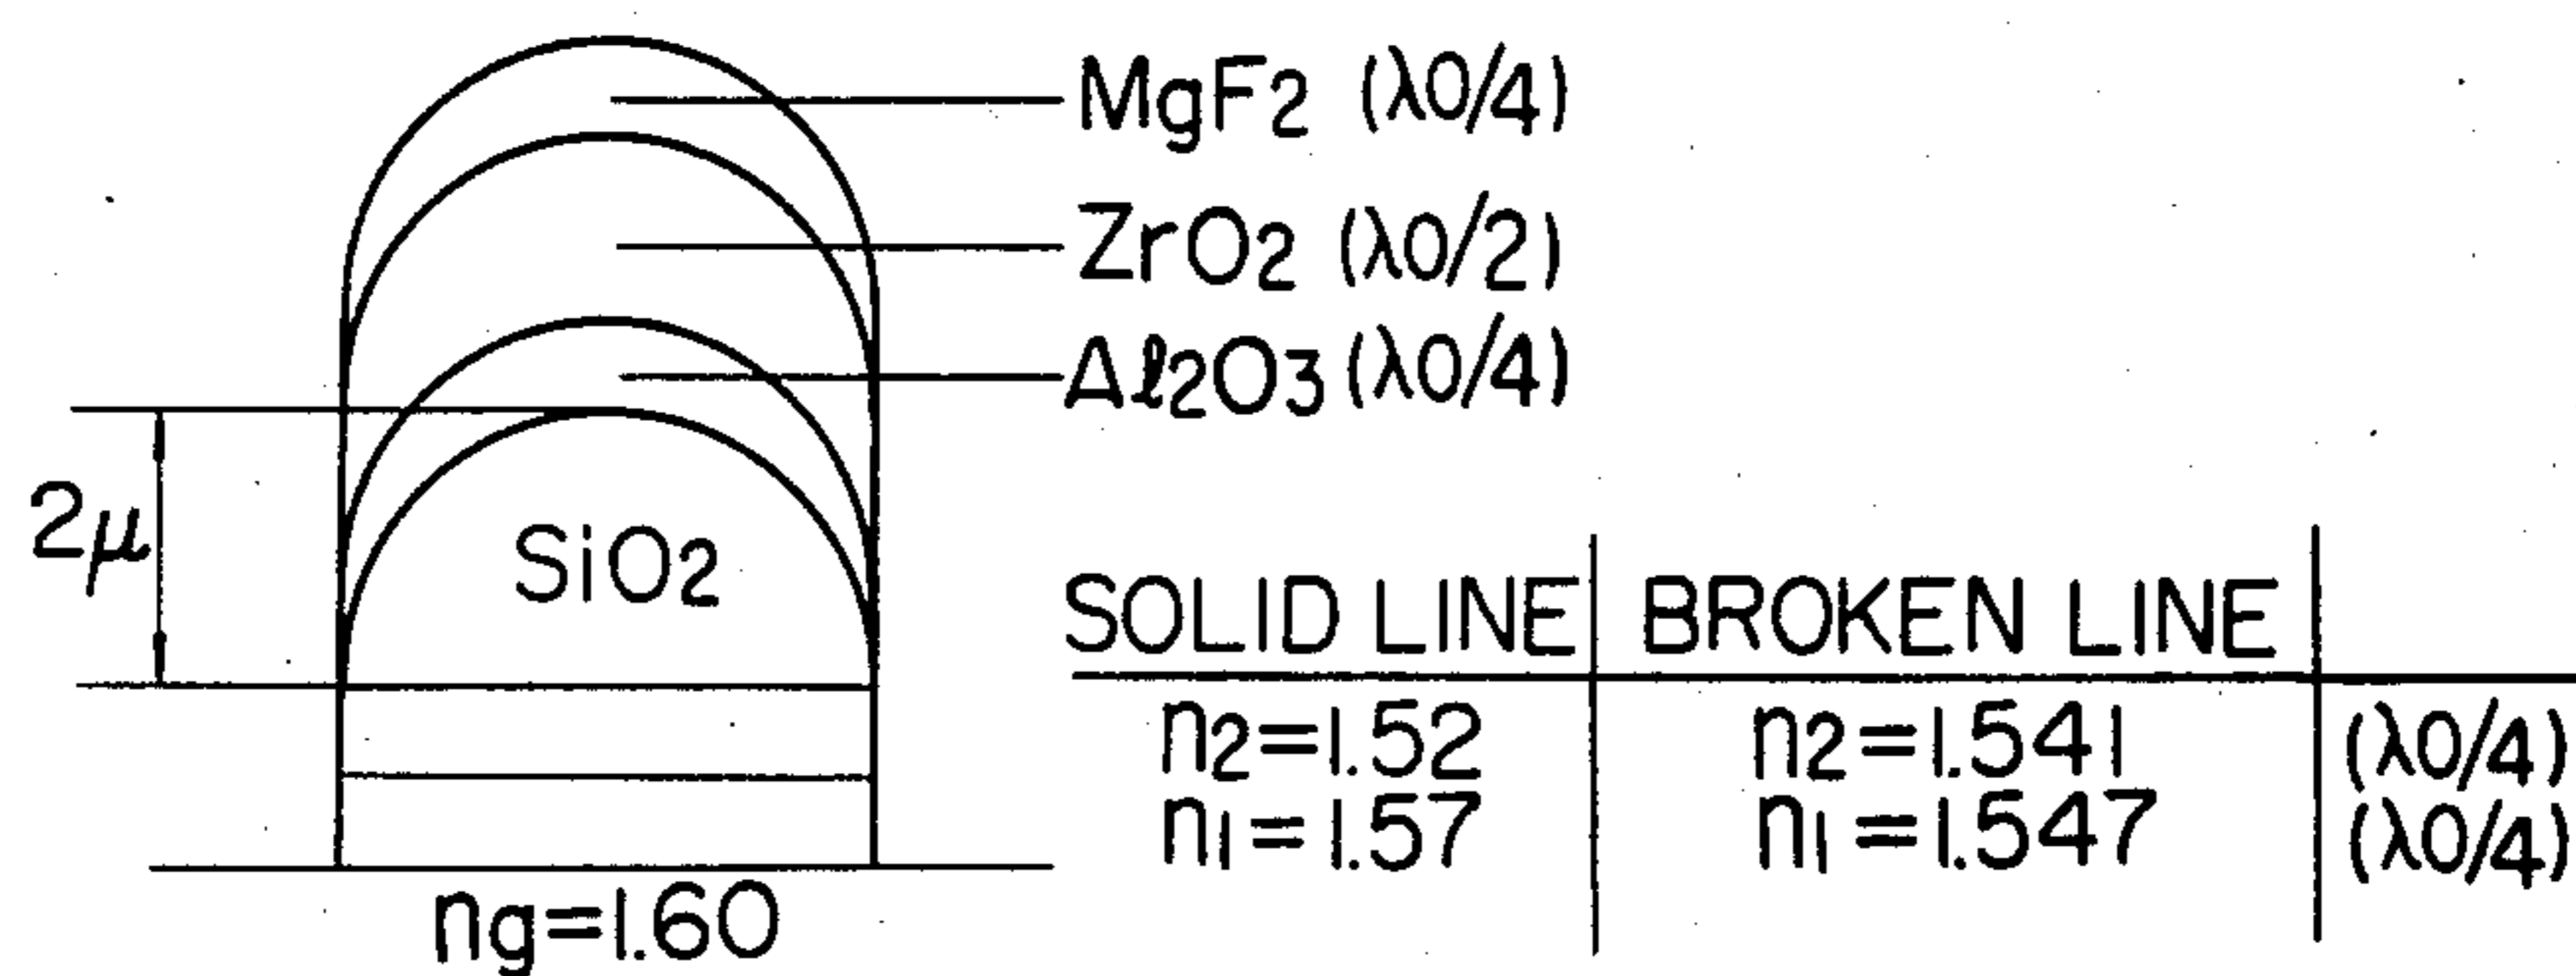 MgF2 (λ0/4)
ZrO2 (λ0/2)
Al2O3 (λ0/4)
2μ
SiO2
SOLID LINE BROKEN LINE
n2=1.52 n2=1.541 (λ0/4)
n1=1.57 n1=1.547 (λ0/4)
ng=1.60